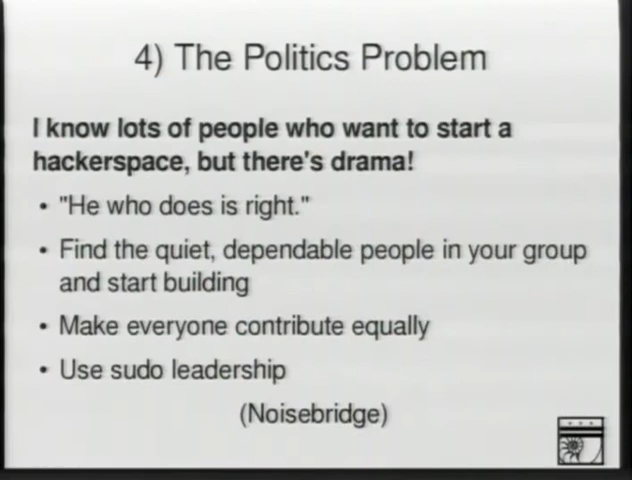 4) The Politics Problem
I know lots of people who want to start a
hackerspace, but there's drama!
• "He who does is right."
• Find the quiet, dependable people in your group
and start building
• Make everyone contribute equally
• Use sudo leadership
(Noisebridge)